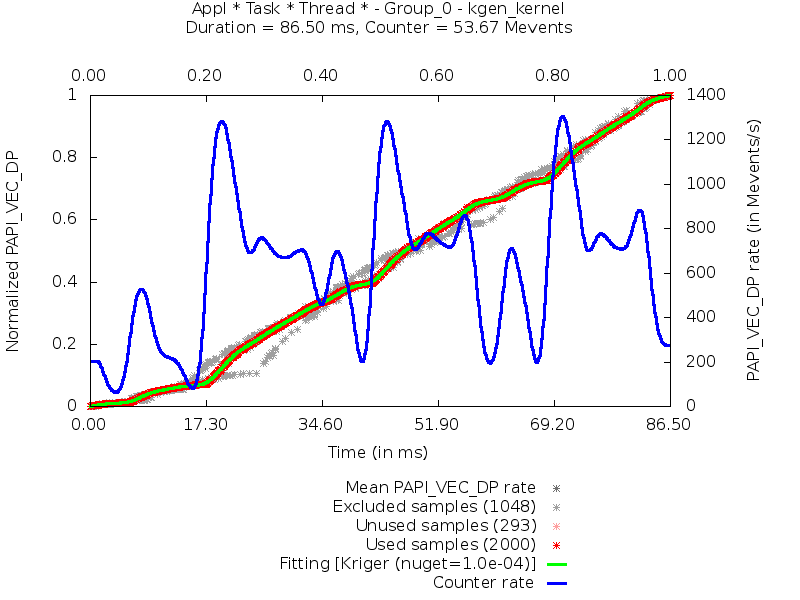 Appl * Task * Thread * - Group_0 - kgen_kernel
Duration = 86.50 ms, Counter = 53.67 Mevents
0.00 0.20 0.40 0.60 0.80 1.00
1 1400
1200
0.8
1000
0.6 800
600
0.4
400
0.2 200
0 0
Normalized PAPI_VEC_DP
PAPI_VEC_DP rate (in Mevents/s)
0.00 17.30 34.60 51.90 69.20 86.50
Time (in ms)
Mean PAPI_VEC_DP rate
Excluded samples (1048)
Unused samples (293)
Used samples (2000)
Fitting [Kriger (nuget=1.0e-04)]
Counter rate